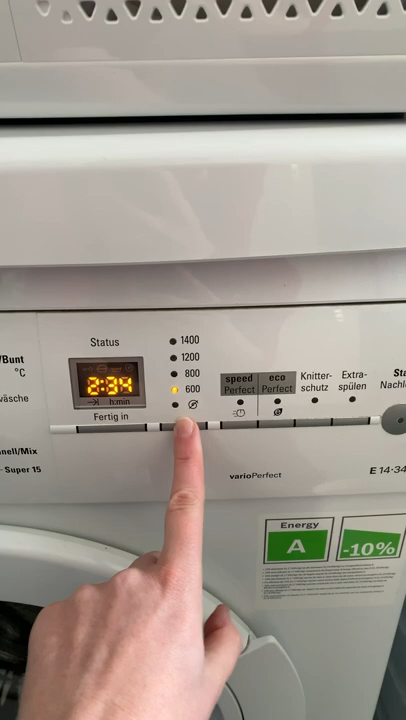 Status
2:34
h:min
Fertig in
1400
1200
800
600
speed
Perfect
eco
Perfect
Knitter-
schutz
Extra-
spülen
Sta
Nachl
/Bunt
°C
väsche
nell/Mix
Super 15
varioPerfect
E 14·34
Energy
A
-10%